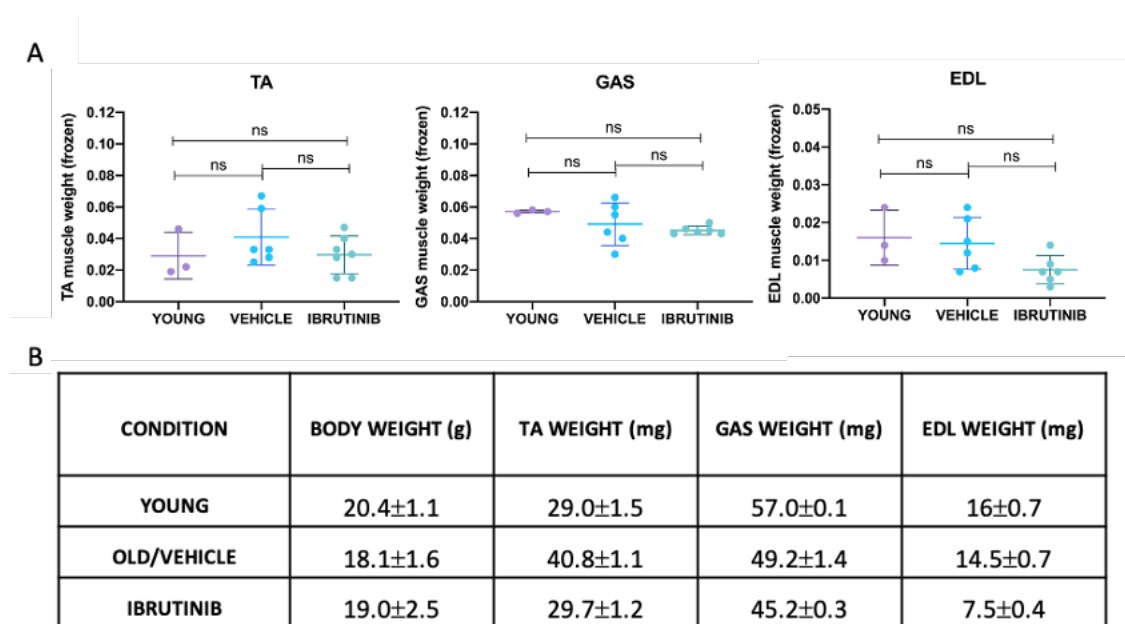 A
TA
GAS
EDL
TA muscle weight (frozen)
0.12
0.10
0.08
0.06
0.04
0.02
0.00
ns
ns
ns
YOUNG VEHICLE IBRUTINIB
GAS muscle weight (frozen)
0.12
0.10
0.08
0.06
0.04
0.02
0.00
ns
ns
ns
YOUNG VEHICLE IBRUTINIB
EDL muscle weight (frozen)
0.05
0.04
0.03
0.02
0.01
0.00
ns
ns
ns
YOUNG VEHICLE IBRUTINIB
B
CONDITION BODY WEIGHT (g) TA WEIGHT (mg) GAS WEIGHT (mg) EDL WEIGHT (mg)
YOUNG 20.4±1.1 29.0±1.5 57.0±0.1 16±0.7
OLD/VEHICLE 18.1±1.6 40.8±1.1 49.2±1.4 14.5±0.7
IBRUTINIB 19.0±2.5 29.7±1.2 45.2±0.3 7.5±0.4